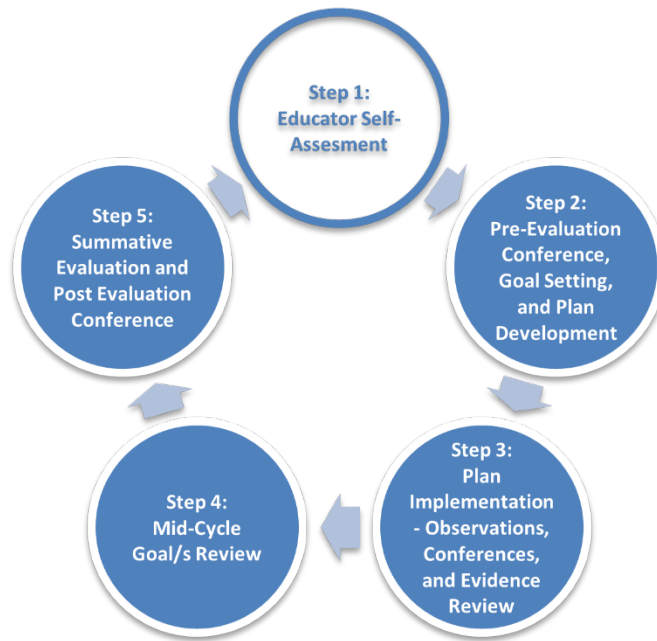 Step 1:
Educator Self-
Assesment
Step 2:
Pre-Evaluation
Conference,
Goal Setting,
and Plan
Development
Step 3:
Plan
Implementation
- Observations,
Conferences,
and Evidence
Review
Step 4:
Mid-Cycle
Goal/s Review
Step 5:
Summative
Evaluation and
Post Evaluation
Conference